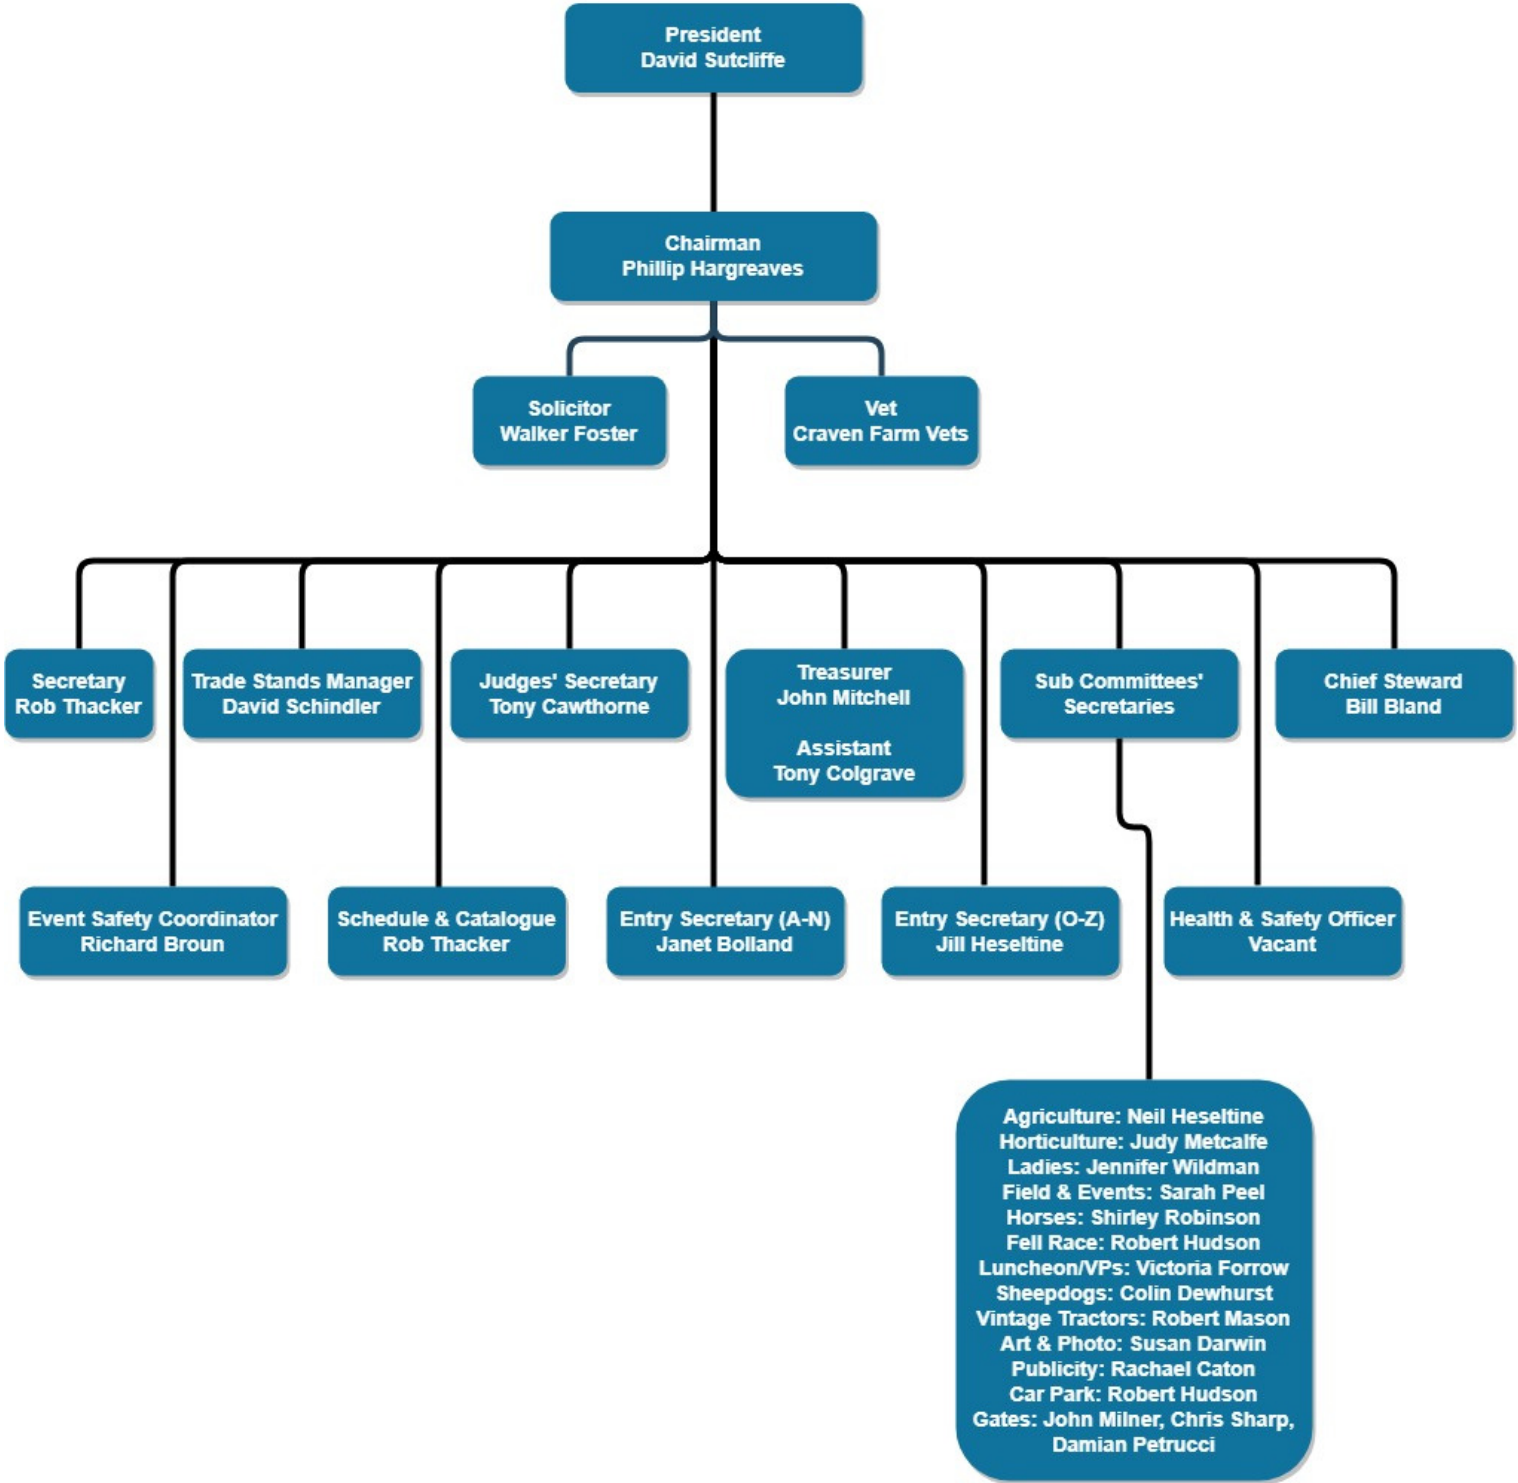 President
David Sutcliffe
Chairman
Phillip Hargreaves
Solicitor
Walker Foster
Vet
Craven Farm Vets
Secretary
Rob Thacker
Trade Stands Manager
David Schindler
Judges' Secretary
Tony Cawthorne
Treasurer
John Mitchell
Assistant
Tony Colgrave
Sub Committees'
Secretaries
Chief Steward
Bill Bland
Event Safety Coordinator
Richard Broun
Schedule & Catalogue
Rob Thacker
Entry Secretary (A-N)
Janet Bolland
Entry Secretary (O-Z)
Jill Heseltine
Health & Safety Officer
Vacant
Agriculture: Neil Heseltine
Horticulture: Judy Metcalfe
Ladies: Jennifer Wildman
Field & Events: Sarah Peel
Horses: Shirley Robinson
Fell Race: Robert Hudson
Luncheon/VPs: Victoria Forrow
Sheepdogs: Colin Dewhurst
Vintage Tractors: Robert Mason
Art & Photo: Susan Darwin
Publicity: Rachael Caton
Car Park: Robert Hudson
Gates: John Milner, Chris Sharp,
Damian Petrucci